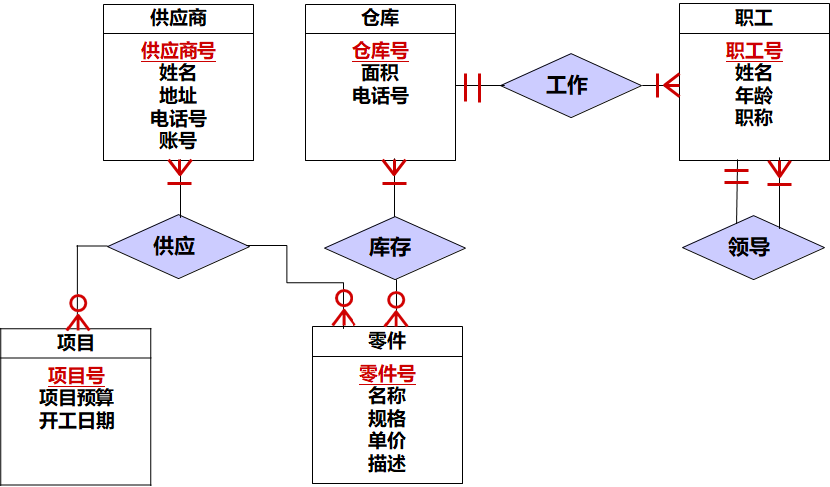 供应商
供应商号
姓名
地址
电话号
账号
仓库
仓库号
面积
电话号
工作
职工
职工号
姓名
年龄
职称
供应
库存
领导
项目
项目号
项目预算
开工日期
零件
零件号
名称
规格
单价
描述